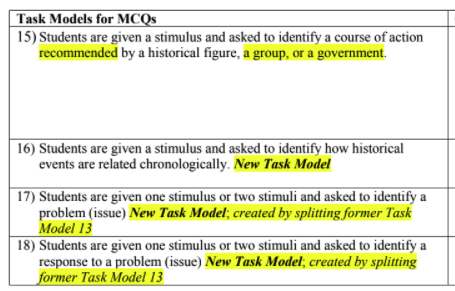 Task Models for MCQs
15) Students are given a stimulus and asked to identify a course of action
recommended by a historical figure, a group, or a government.
16) Students are given a stimulus and asked to identify how historical
events are related chronologically. New Task Model
17) Students are given one stimulus or two stimuli and asked to identify a
problem (issue) New Task Model; created by splitting former Task
Model 13
18) Students are given one stimulus or two stimuli and asked to identify a
response to a problem (issue) New Task Model; created by splitting
former Task Model 13